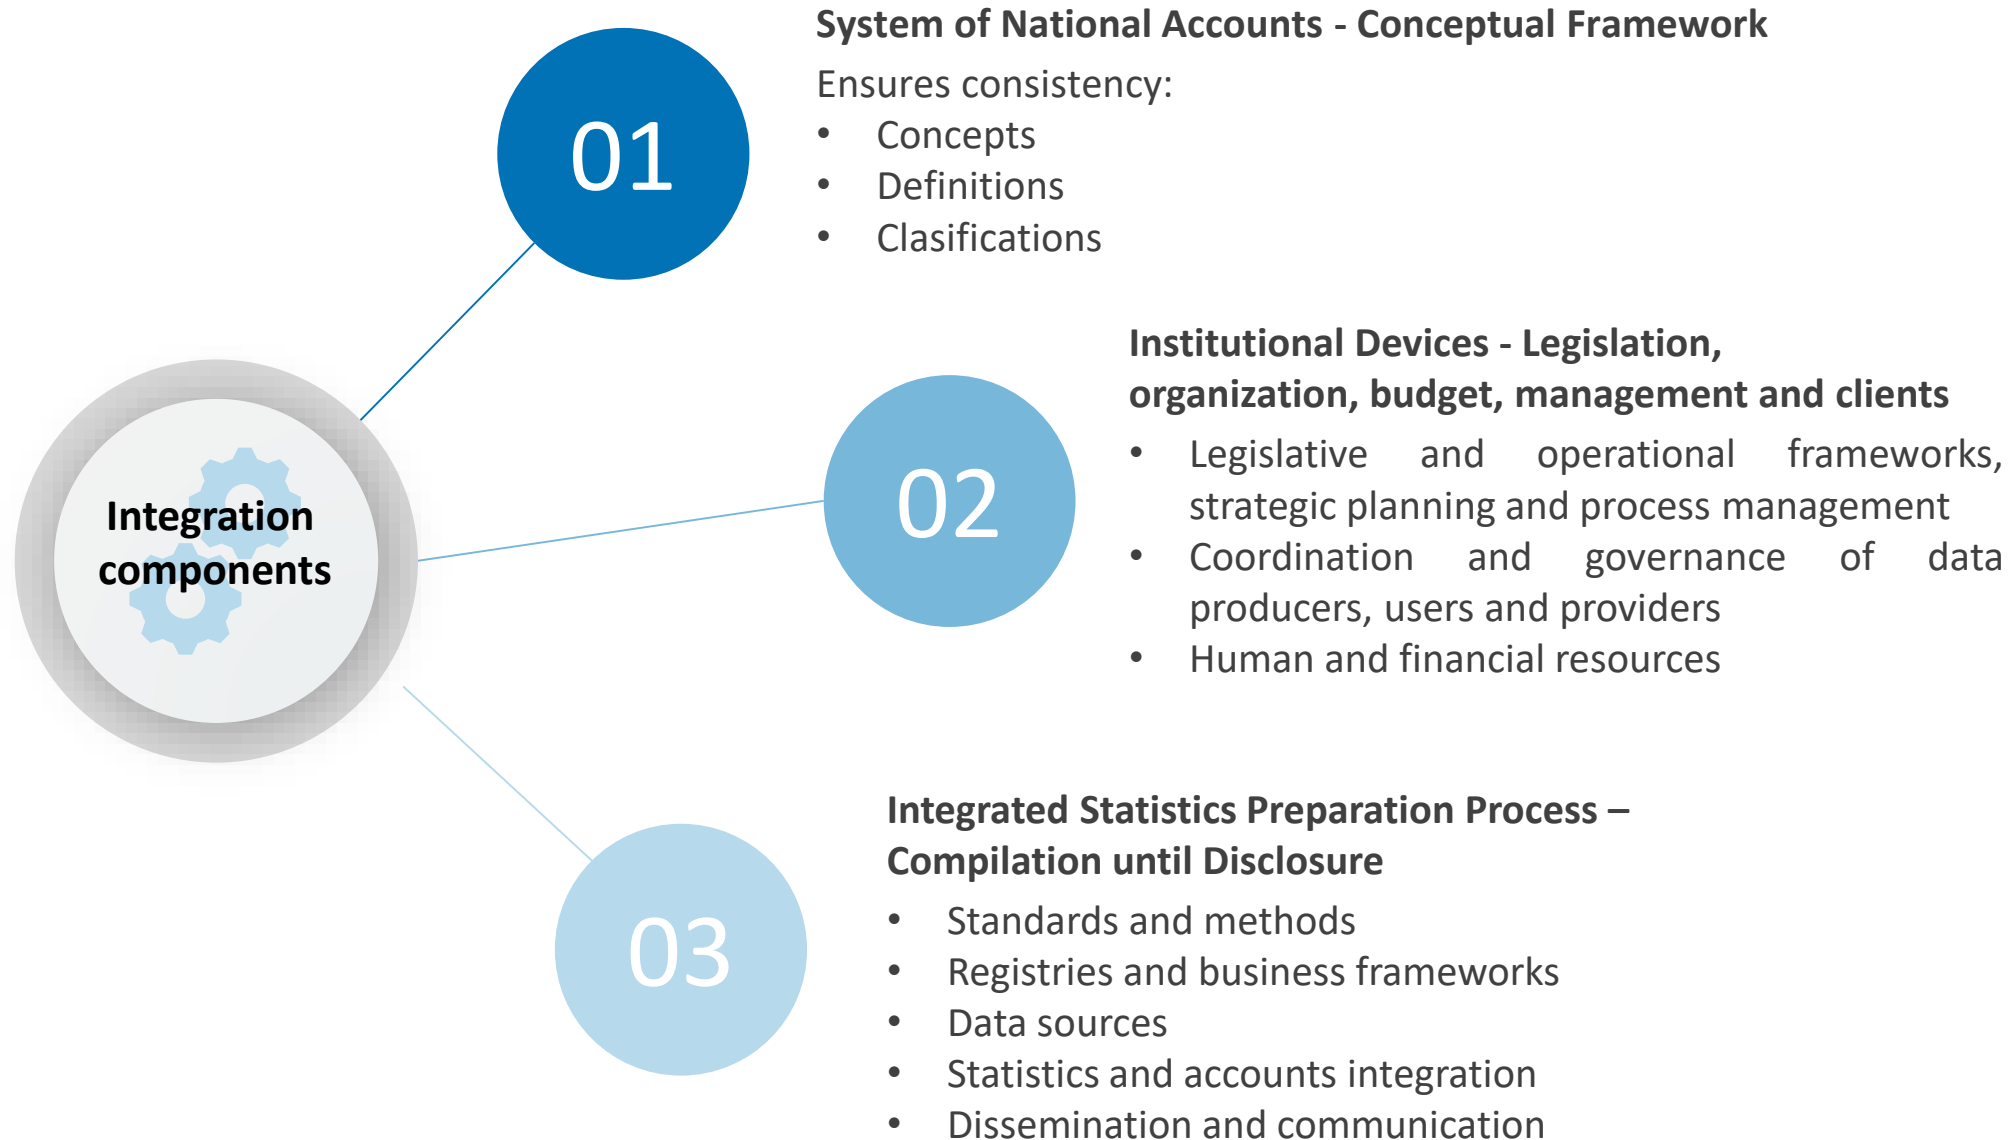 System of National Accounts - Conceptual Framework
Ensures consistency:
• Concepts
• Definitions
• Clasifications
01
Institutional Devices - Legislation,
organization, budget, management and clients
• Legislative and operational frameworks,
strategic planning and process management
• Coordination and governance of data
producers, users and providers
• Human and financial resources
02
Integration
components
Integrated Statistics Preparation Process –
Compilation until Disclosure
• Standards and methods
• Registries and business frameworks
• Data sources
• Statistics and accounts integration
• Dissemination and communication
03